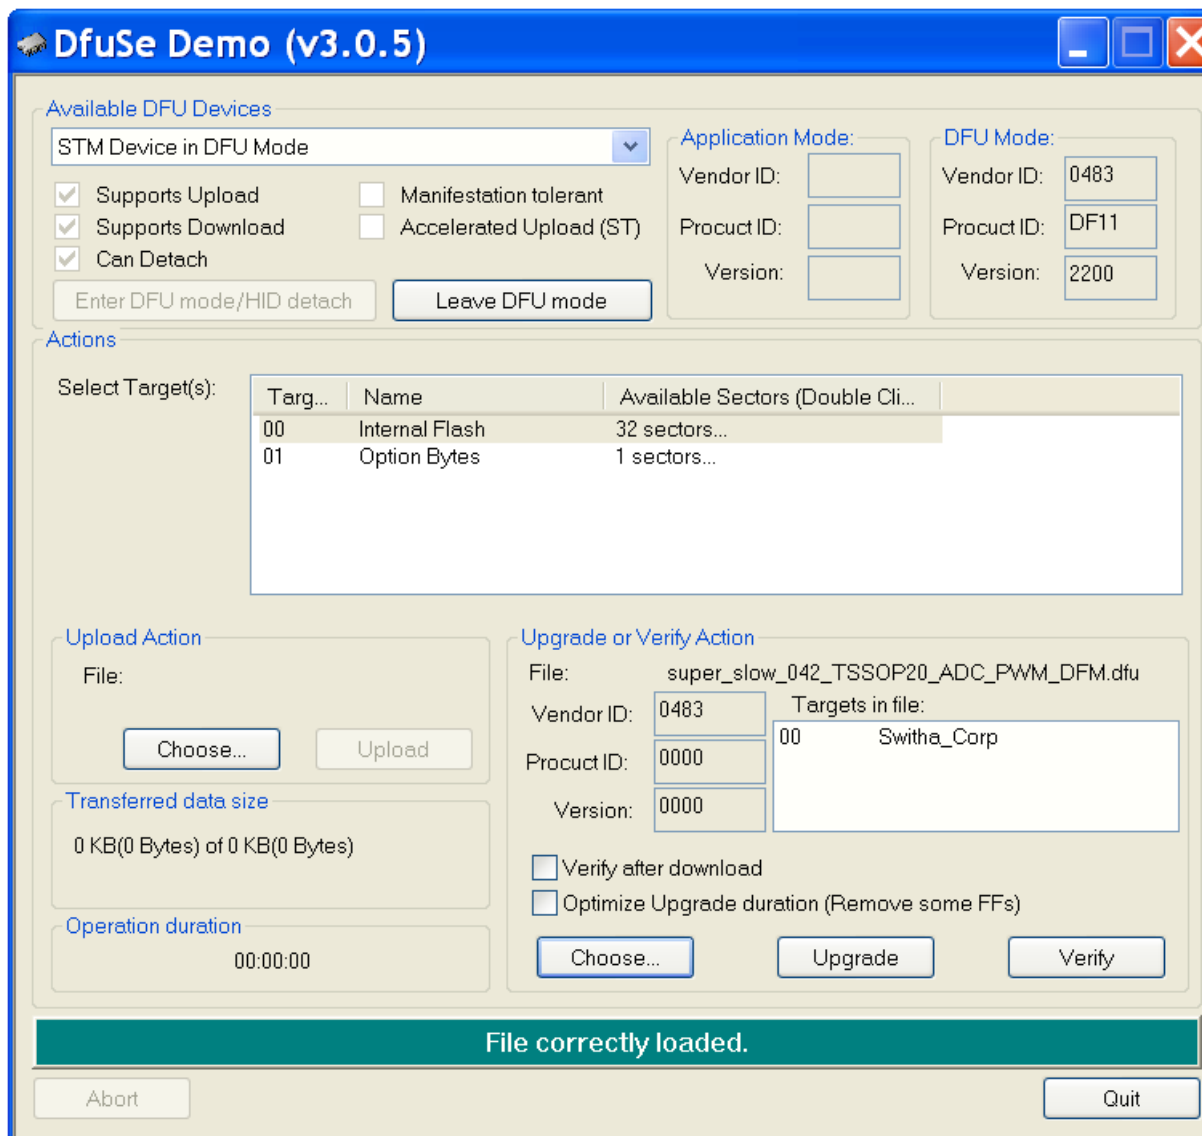 DfuSe Demo (v3.0.5)
Available DFU Devices
STM Device in DFU Mode
Supports Upload
Manifestation tolerant
Supports Download
Accelerated Upload (ST)
Can Detach
Enter DFU mode/HID detach
Leave DFU mode
Application Mode:
Vendor ID:
Procuct ID:
Version:
DFU Mode:
Vendor ID: 0483
Procuct ID: DF11
Version: 2200
Actions
Select Target(s):
Targ... Name Available Sectors (Double Cli...
00 Internal Flash 32 sectors...
01 Option Bytes 1 sectors...
Upload Action
File:
Choose... Upload
Transferred data size
0 KB(0 Bytes) of 0 KB(0 Bytes)
Operation duration
00:00:00
Upgrade or Verify Action
File: super_slow_042_TSSOP20_ADC_PWM_DFM.dfu
Vendor ID: 0483
Procuct ID: 0000
Version: 0000
Targets in file:
00 Switha_Corp
Verify after download
Optimize Upgrade duration (Remove some FFs)
Choose... Upgrade Verify
File correctly loaded.
Abort Quit